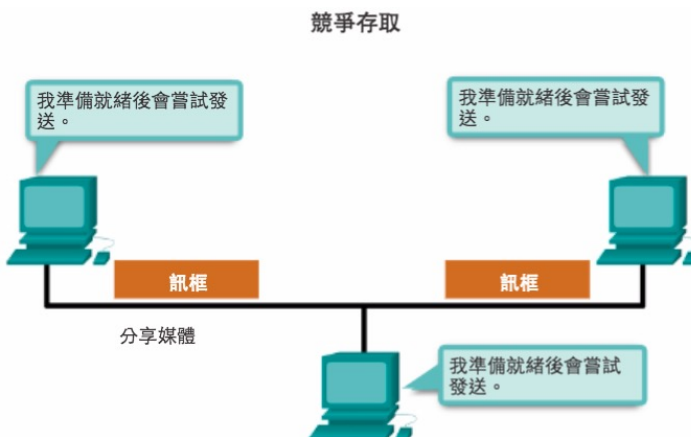 競爭存取
我準備就緒後會嘗試發
送。
我準備就緒後會嘗試發
送。
訊框
訊框
分享媒體
我準備就緒後會嘗試
發送。